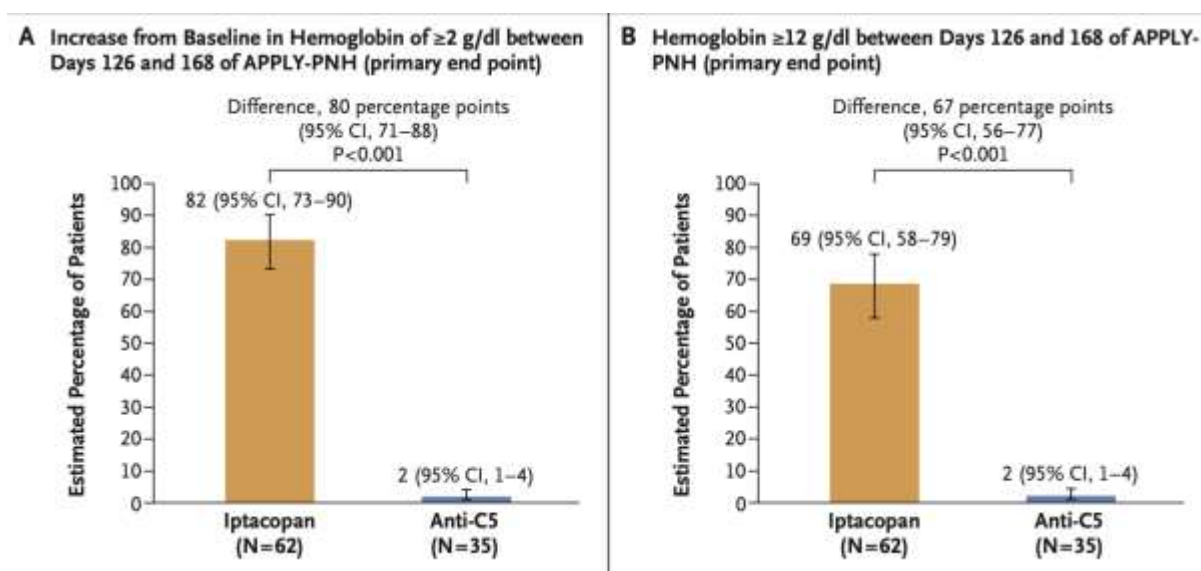 A Increase from Baseline in Hemoglobin of ≥2 g/dl between
Days 126 and 168 of APPLY-PNH (primary end point)
Difference, 80 percentage points
(95% CI, 71–88)
P<0.001
Estimated Percentage of Patients
100
90
80
70
60
50
40
30
20
10
0
82 (95% CI, 73–90)
2 (95% CI, 1–4)
Iptacopan
(N=62)
Anti-C5
(N=35)
B Hemoglobin ≥12 g/dl between Days 126 and 168 of APPLY-
PNH (primary end point)
Difference, 67 percentage points
(95% CI, 56–77)
P<0.001
Estimated Percentage of Patients
100
90
80
70
60
50
40
30
20
10
0
69 (95% CI, 58–79)
2 (95% CI, 1–4)
Iptacopan
(N=62)
Anti-C5
(N=35)